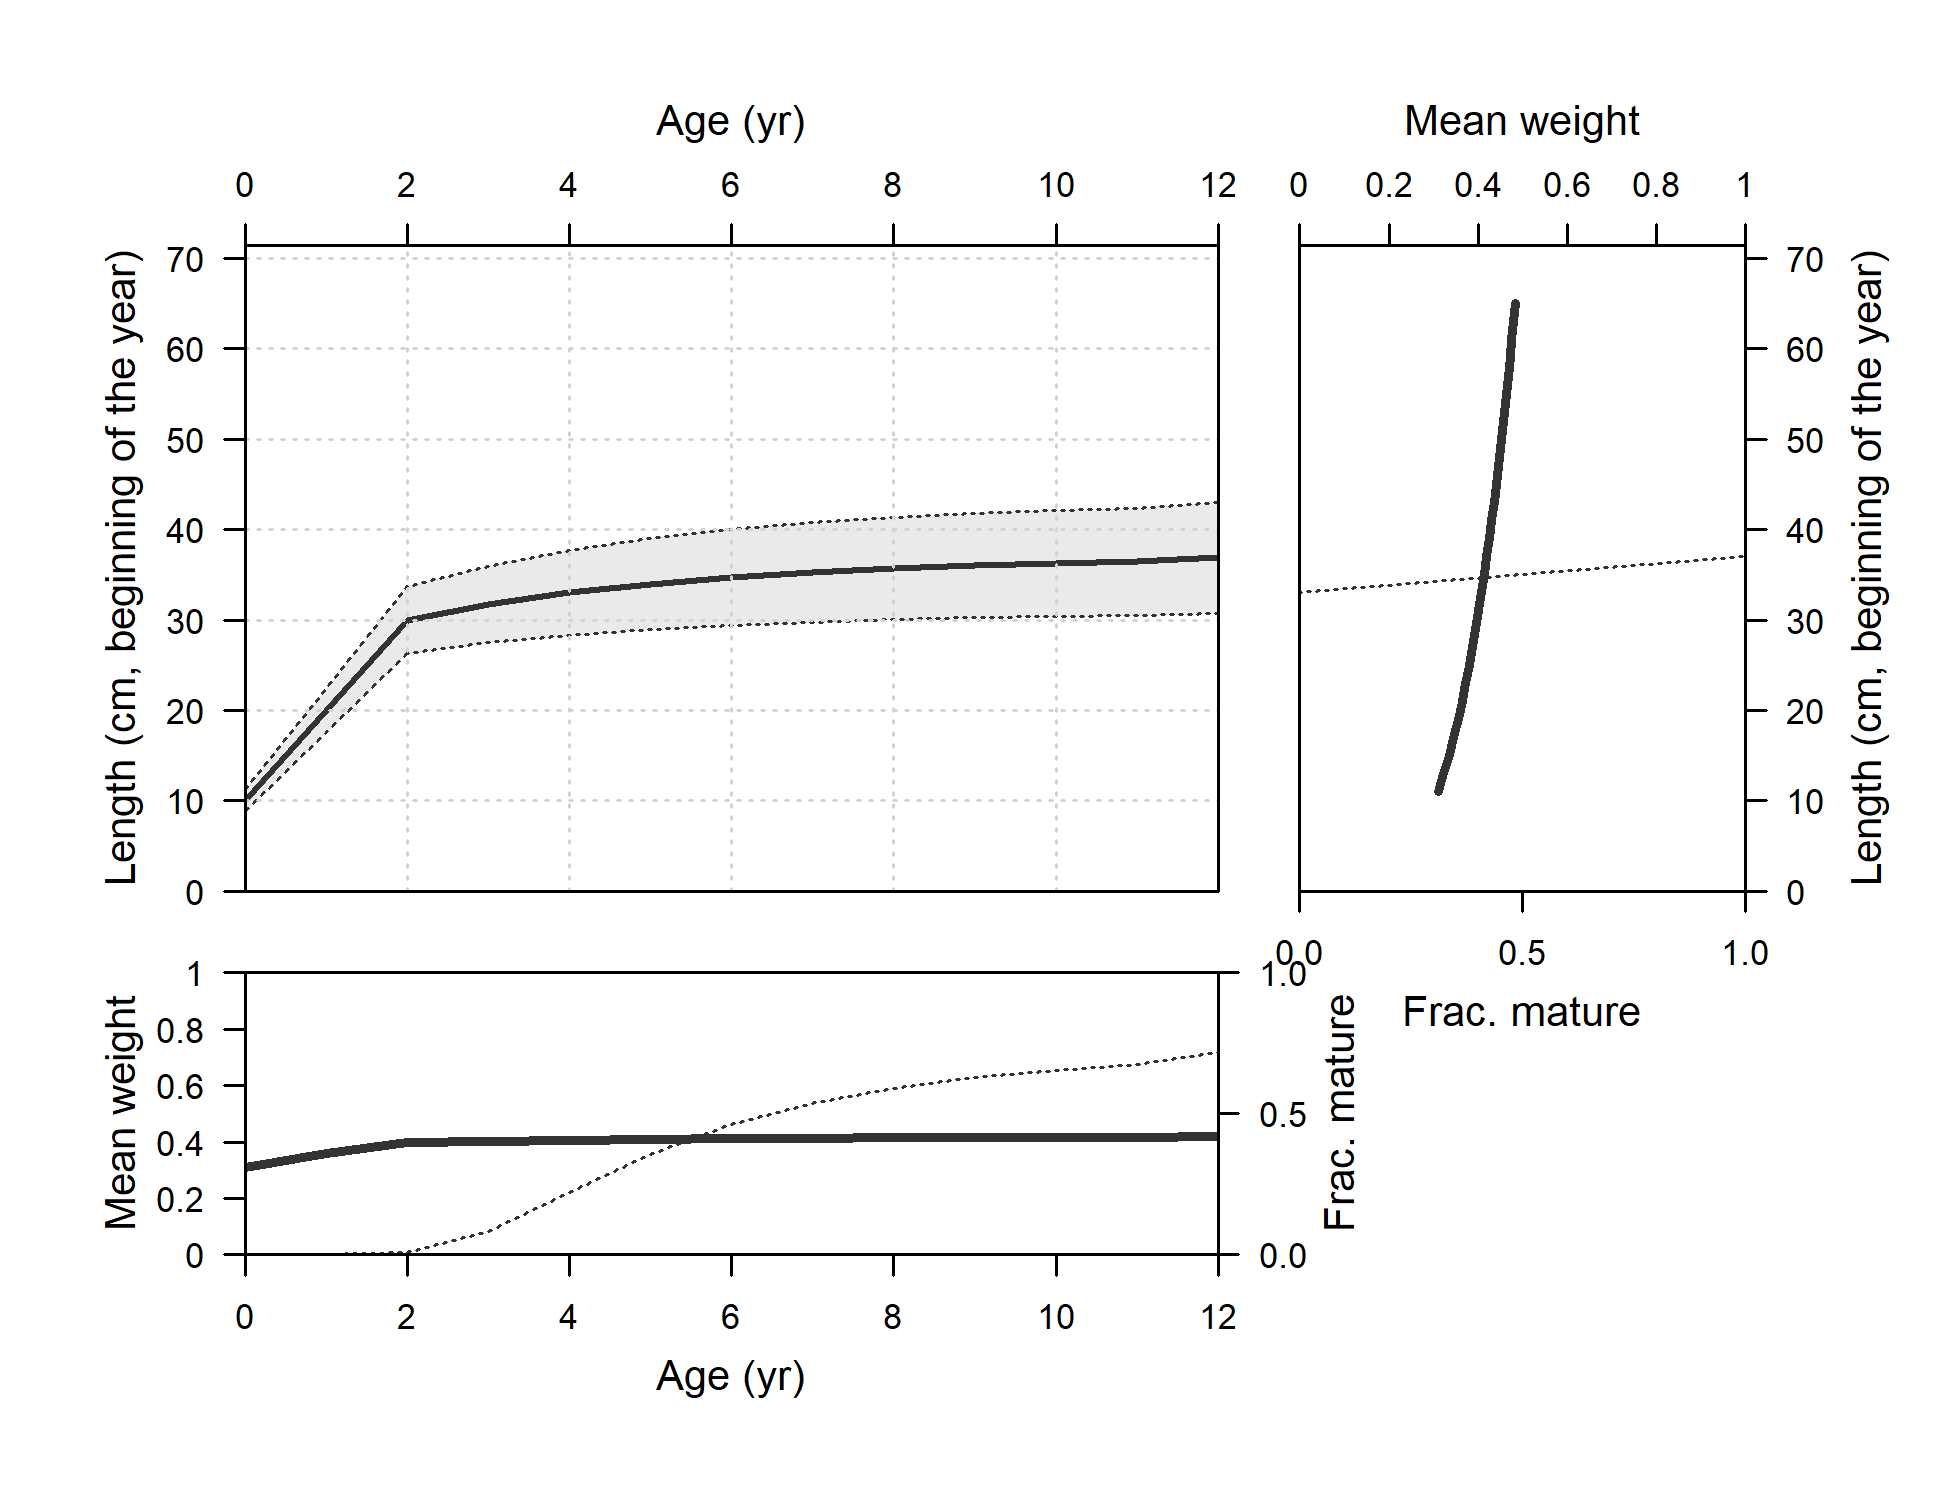 Age (yr)
0 2 4 6 8 10 12
Length (cm, beginning of the year)
70
60
50
40
30
20
10
0
Mean weight
0 0.2 0.4 0.6 0.8 1
70
60
50
40
30
20
10
0
Length (cm, beginning of the year)
0.0 0.5 1.0
Frac. mature
Mean weight
1
0.8
0.6
0.4
0.2
0
1.0
0.5
0.0
Frac. mature
0 2 4 6 8 10 12
Age (yr)